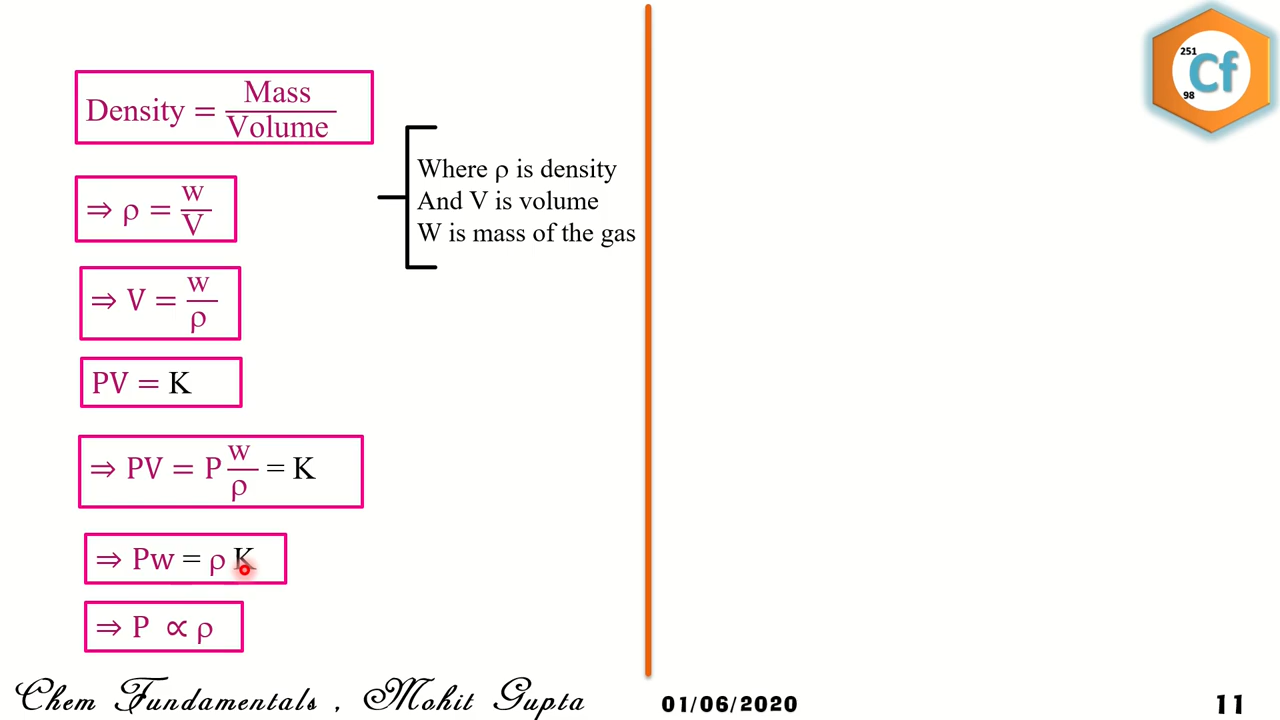 Density = Mass / Volume
⇒ ρ = w / V
⇒ V = w / ρ
PV = K
⇒ PV = P w / ρ = K
⇒ Pw = ρ K
⇒ P ∝ ρ
Where ρ is density
And V is volume
W is mass of the gas
251
Cf
98
Chem Fundamentals , Mohit Gupta
01/06/2020
11